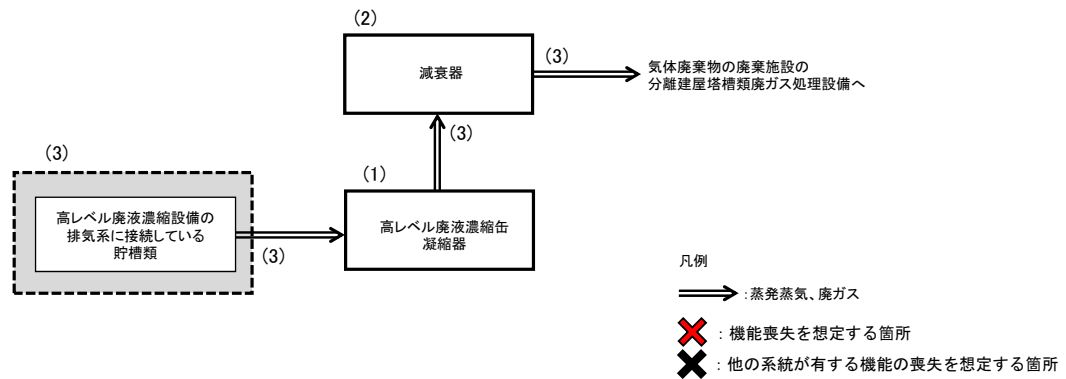 （2）
減衰器
（3）
気体廃棄物の廃棄施設の
分離建屋塔槽類廃ガス処理設備へ
（3）
（3）
高レベル廃液濃縮設備の
排気系に接続している
貯槽類
（3）
（1）
高レベル廃液濃縮缶
凝縮器
凡例
：蒸発蒸気、廃ガス
：機能喪失を想定する箇所
：他の系統が有する機能の喪失を想定する箇所